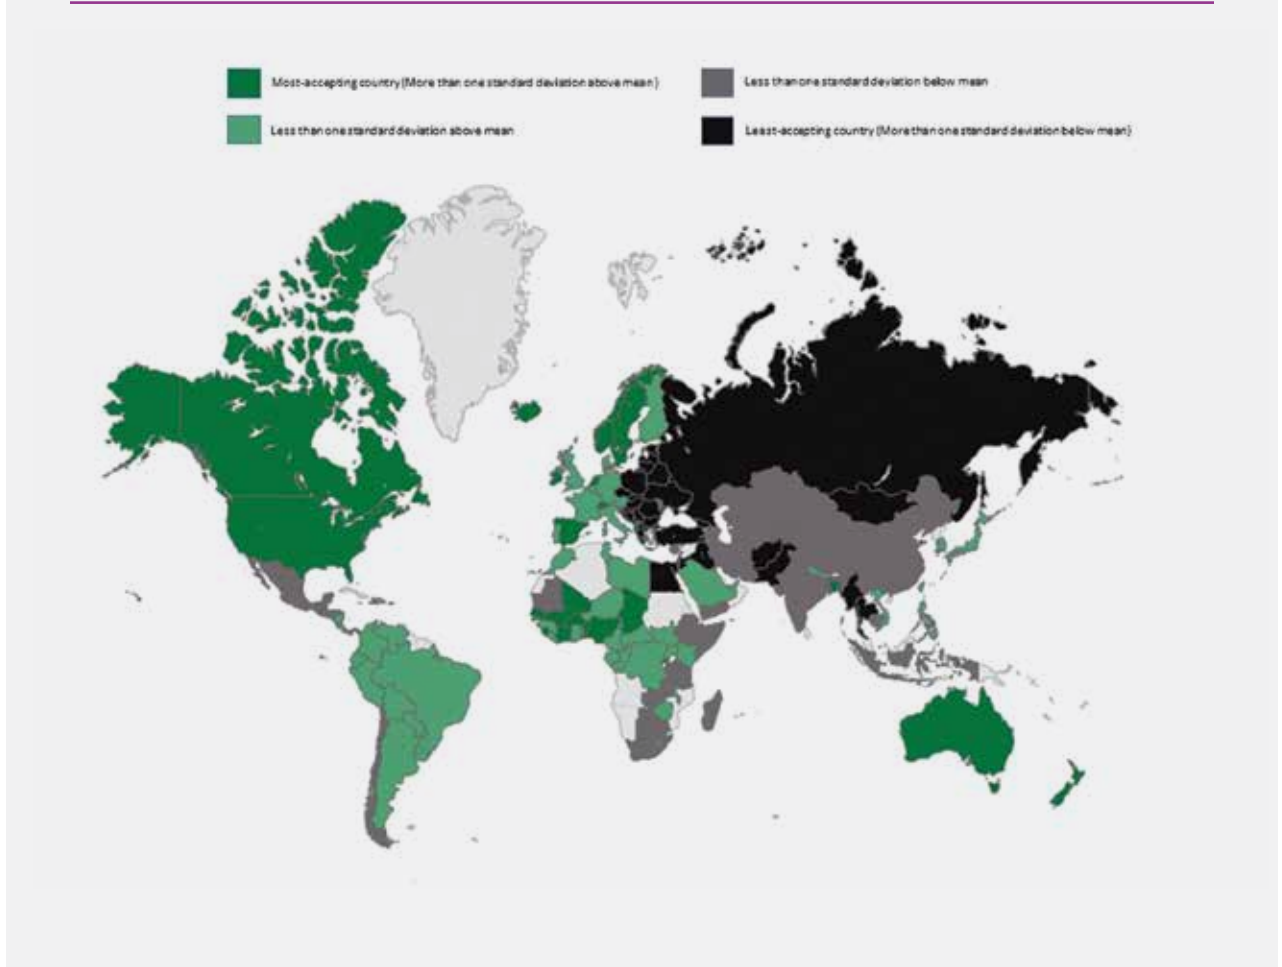 Most-accepting country (More than one standard deviation above mean)
Less than one standard deviation above mean
Less than one standard deviation below mean
Least-accepting country (More than one standard deviation below mean)